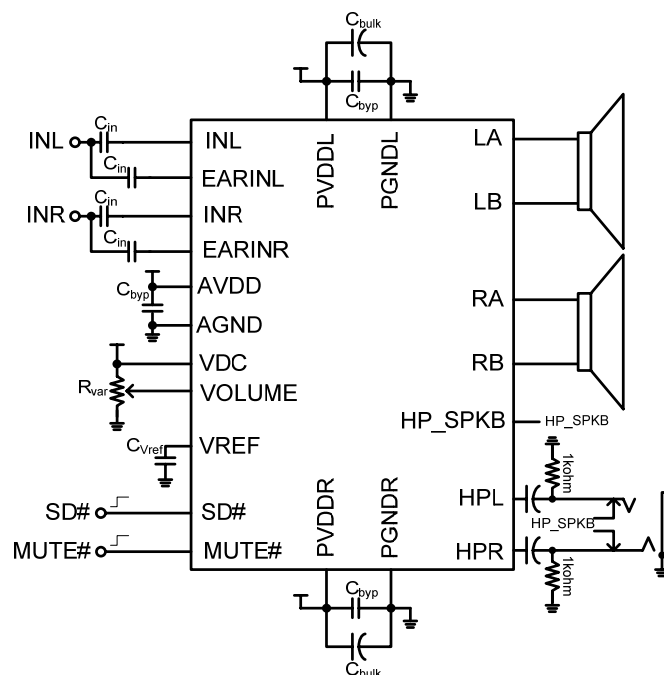 Cbulk
Cbyp
INL
Cin
INL
Cin
EARINL
INR
Cin
INR
Cin
EARINR
Cbyp
AVDD
AGND
VDC
Rvar
VOLUME
CVref
VREF
SD#
SD#
MUTE#
MUTE#
PVDDL
PGNDL
LA
LB
RA
RB
HP_SPKB
HP_SPKB
1kohm
HPL
HP_SPKB
HPR
1kohm
PVDDR
PGNDR
Cbyp
Cbulk